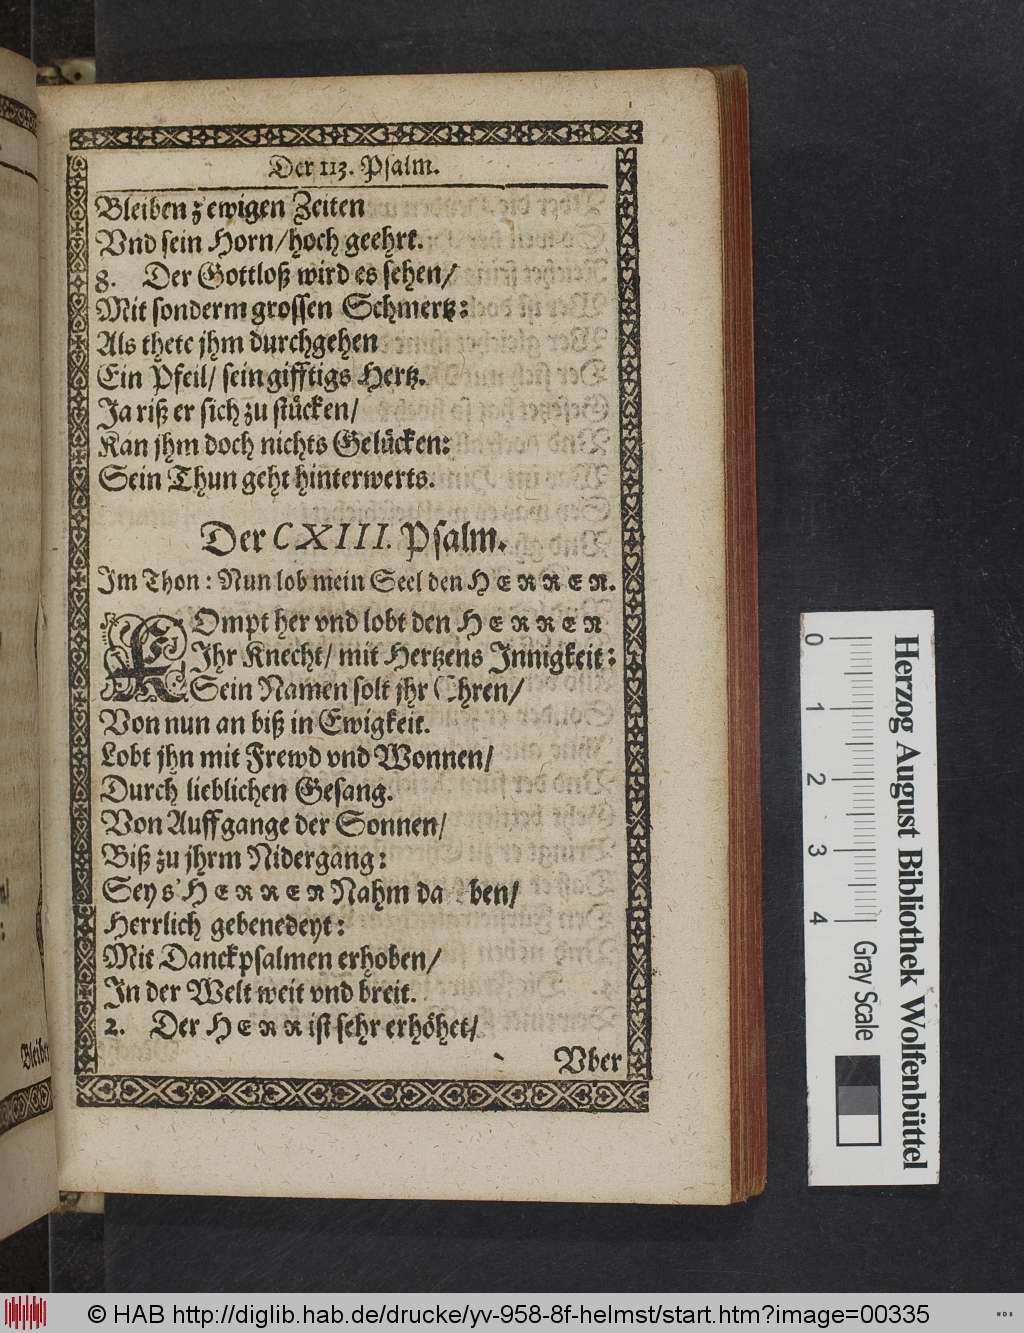 Der 113. Psalm.
Bleiben z ewigen Zeiten
Vnd sein Horn/hoch geehrt.
8. Der Gottloß wird es sehen/
Mit sonderm grossen Schmertz:
Als thete jhm durchgehen
Ein Pfeil/ sein gifftigs Hertz.
Ja riß er sich zu stücken/
Kan jhm doch nichts Gelücken:
Sein Thun geht hinterwerts.
Der CXIII. Psalm.
Im Thon: Nun lob mein Seel den HERREN.
KOmpt her vnd lobt den HERREN
Ihr Knecht/ mit Hertzens Innigkeit:
Sein Namen solt jhr Ehren/
Von nun an biß in Ewigkeit.
Lobt jhn mit Frewd vnd Wonnen/
Durch lieblichen Gesang.
Von Auffgange der Sonnen/
Biß zu jhrm Nidergang:
Sey s' HERREN Nahm da ben/
Herrlich gebenedeyt:
Mit Danckpsalmen erhoben/
In der Welt weit vnd breit.
2. Der HERR ist sehr erhöhet/
Vber
Bleiben
0 1 2 3 4
Gray Scale
Herzog August Bibliothek Wolfenbüttel
© HAB http://diglib.hab.de/drucke/yv-958-8f-helmst/start.htm?image=00335